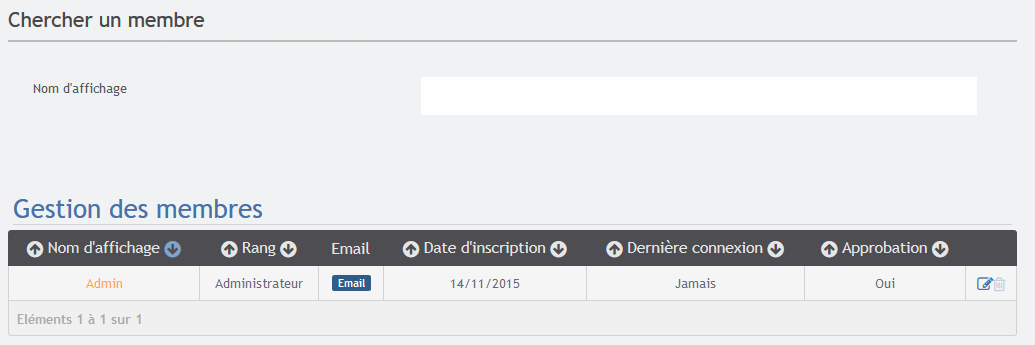 Chercher un membre
Nom d'affichage
Gestion des membres
Nom d'affichage Rang Email Date d'inscription Dernière connexion Approbation
Admin Administrateur Email 14/11/2015 Jamais Oui
Eléments 1 à 1 sur 1